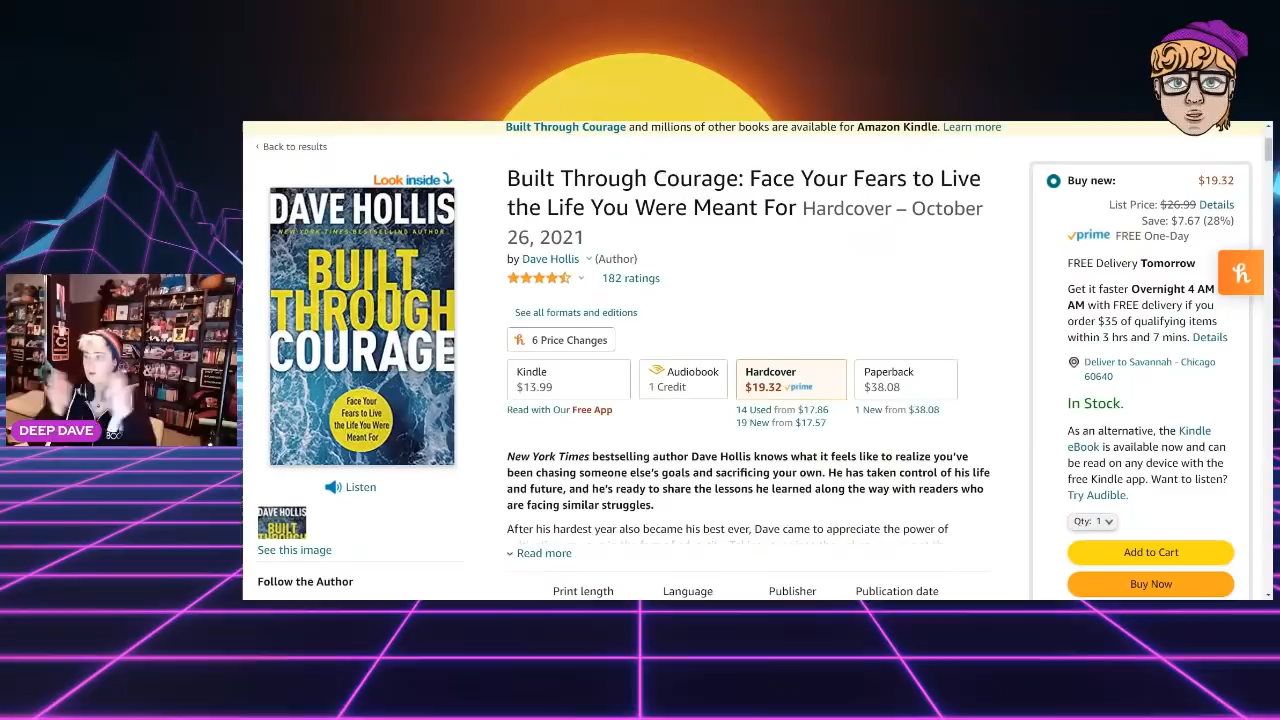 Built Through Courage and millions of other books are available for Amazon Kindle. Learn more
‹ Back to results
Look inside
DAVE HOLLIS
NEW YORK TIMES BESTSELLING AUTHOR
BUILT
THROUGH
COURAGE
Face Your
Fears to Live
the Life You Were
Meant For
Listen
DAVE HOLLIS
BUILT
See this image
Follow the Author
Built Through Courage: Face Your Fears to Live
the Life You Were Meant For Hardcover – October
26, 2021
by Dave Hollis (Author)
182 ratings
See all formats and editions
6 Price Changes
Kindle
$13.99
Read with Our Free App
Audiobook
1 Credit
Hardcover
$19.32 prime
14 Used from $17.86
19 New from $17.57
Paperback
$38.08
1 New from $38.08
New York Times bestselling author Dave Hollis knows what it feels like to realize you’ve
been chasing someone else’s goals and sacrificing your own. He has taken control of his life
and future, and he’s ready to share the lessons he learned along the way with readers who
are facing similar struggles.
After his hardest year also became his best ever, Dave came to appreciate the power of
Read more
Print length
Language
Publisher
Publication date
Buy new:
$19.32
List Price: $26.99 Details
Save: $7.67 (28%)
prime FREE One-Day
FREE Delivery Tomorrow
Get it faster Overnight 4 AM
AM with FREE delivery if you
order $35 of qualifying items
within 3 hrs and 7 mins. Details
Deliver to Savannah - Chicago
60640
In Stock.
As an alternative, the Kindle
eBook is available now and can
be read on any device with the
free Kindle app. Want to listen?
Try Audible.
Qty: 1
Add to Cart
Buy Now
h
DEEP DAVE